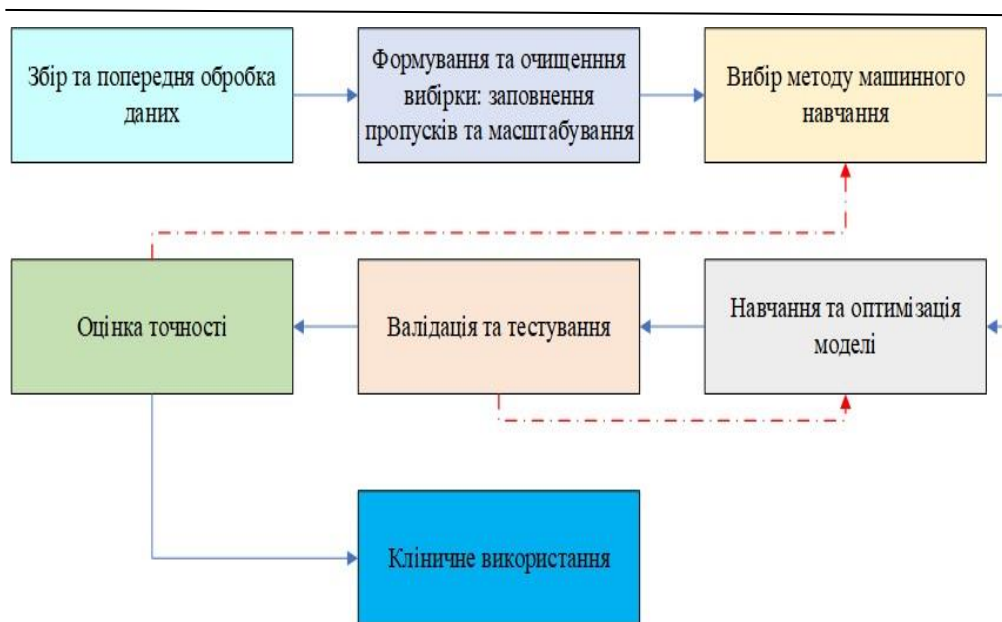 Збір та попередня обробка
даних
Формування та очищенння
вибірки: заповнення
пропусків та масштабування
Вибір методу машинного
навчання
Оцінка точності
Валідація та тестування
Навчання та оптимізація
моделі
Клінічне використання